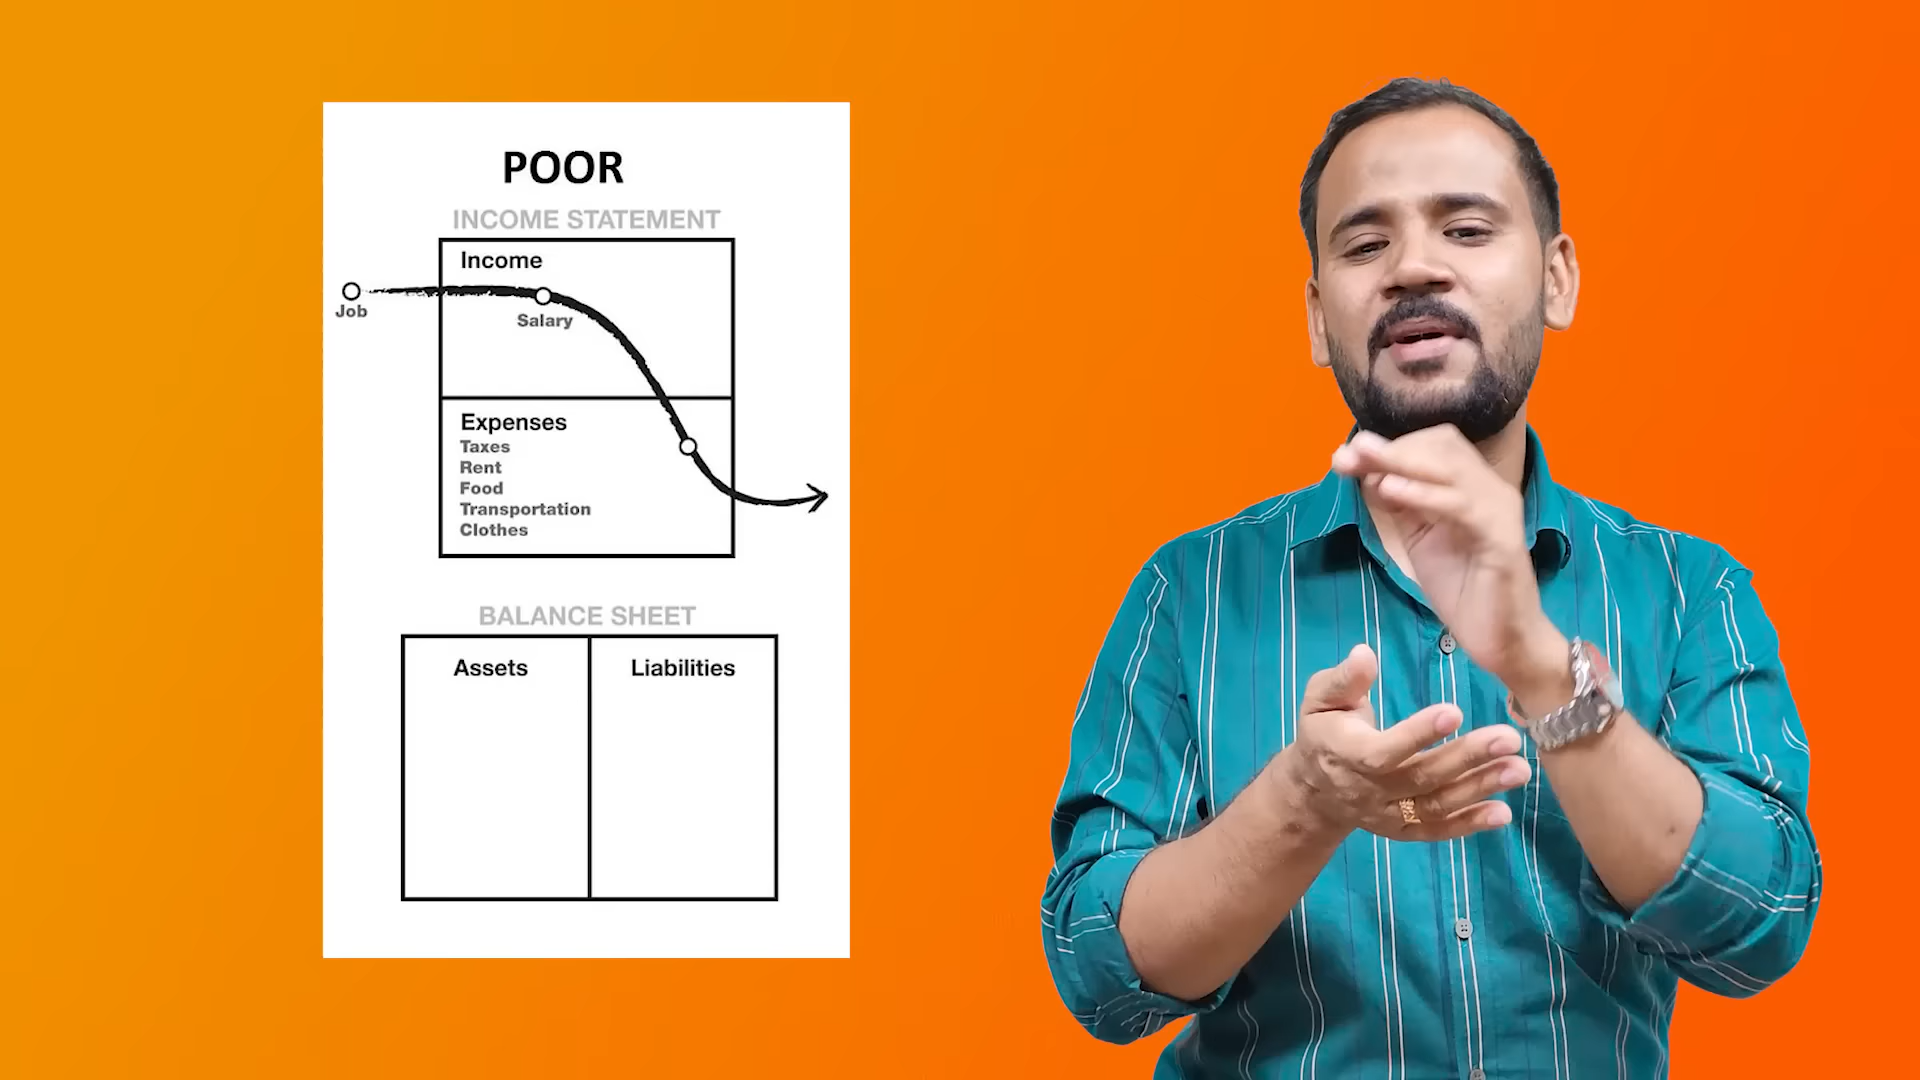 POOR
INCOME STATEMENT
Income
Job
Salary
Expenses
Taxes
Rent
Food
Transportation
Clothes
BALANCE SHEET
Assets
Liabilities